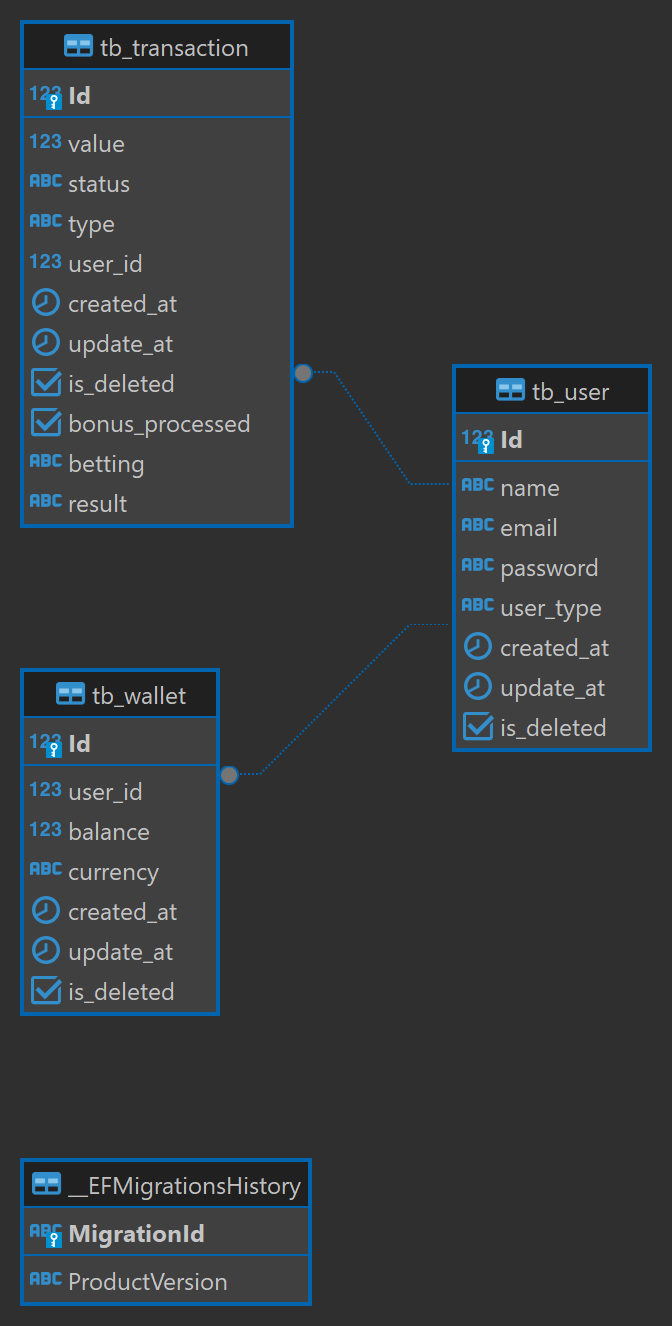 tb_transaction
123 Id
123 value
ABC status
ABC type
123 user_id
created_at
update_at
is_deleted
bonus_processed
ABC betting
ABC result
tb_user
123 Id
ABC name
ABC email
ABC password
ABC user_type
created_at
update_at
is_deleted
tb_wallet
123 Id
123 user_id
123 balance
ABC currency
created_at
update_at
is_deleted
__EFMigrationsHistory
ABC MigrationId
ABC ProductVersion